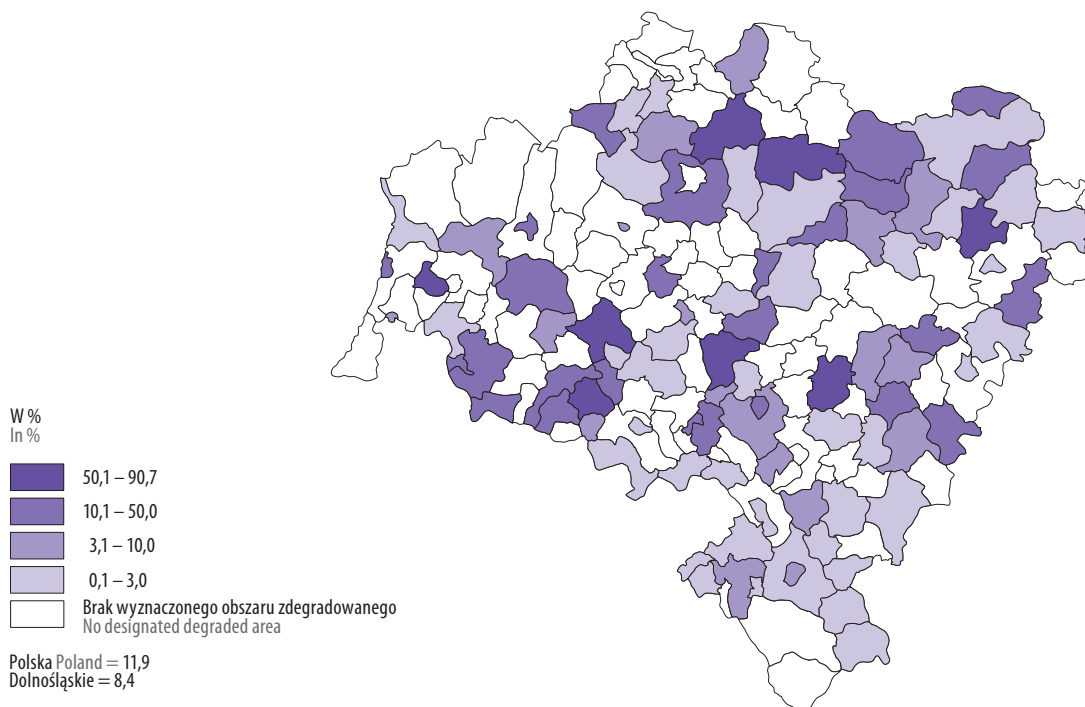 W %
In %
50,1 – 90,7
10,1 – 50,0
3,1 – 10,0
0,1 – 3,0
Brak wyznaczonego obszaru zdegradowanego
No designated degraded area
Polska Poland = 11,9
Dolnośląskie = 8,4